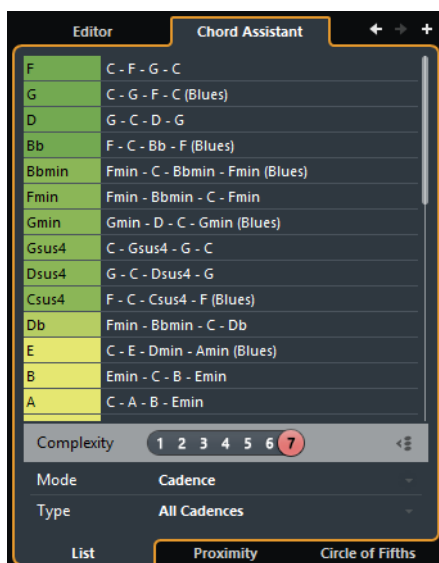 Editor Chord Assistant
F C - F - G - C
G C - G - F - C (Blues)
D G - C - D - G
Bb F - C - Bb - F (Blues)
Bbmin Fmin - C - Bbmin - Fmin (Blues)
Fmin Fmin - Bbmin - C - Fmin
Gmin Gmin - D - C - Gmin (Blues)
Gsus4 C - Gsus4 - G - C
Dsus4 G - C - Dsus4 - G
Csus4 F - C - Csus4 - F (Blues)
Db Fmin - Bbmin - C - Db
E C - E - Dmin - Amin (Blues)
B Emin - C - B - Emin
A C - A - B - Emin
Complexity 1 2 3 4 5 6 7
Mode Cadence
Type All Cadences
List Proximity Circle of Fifths